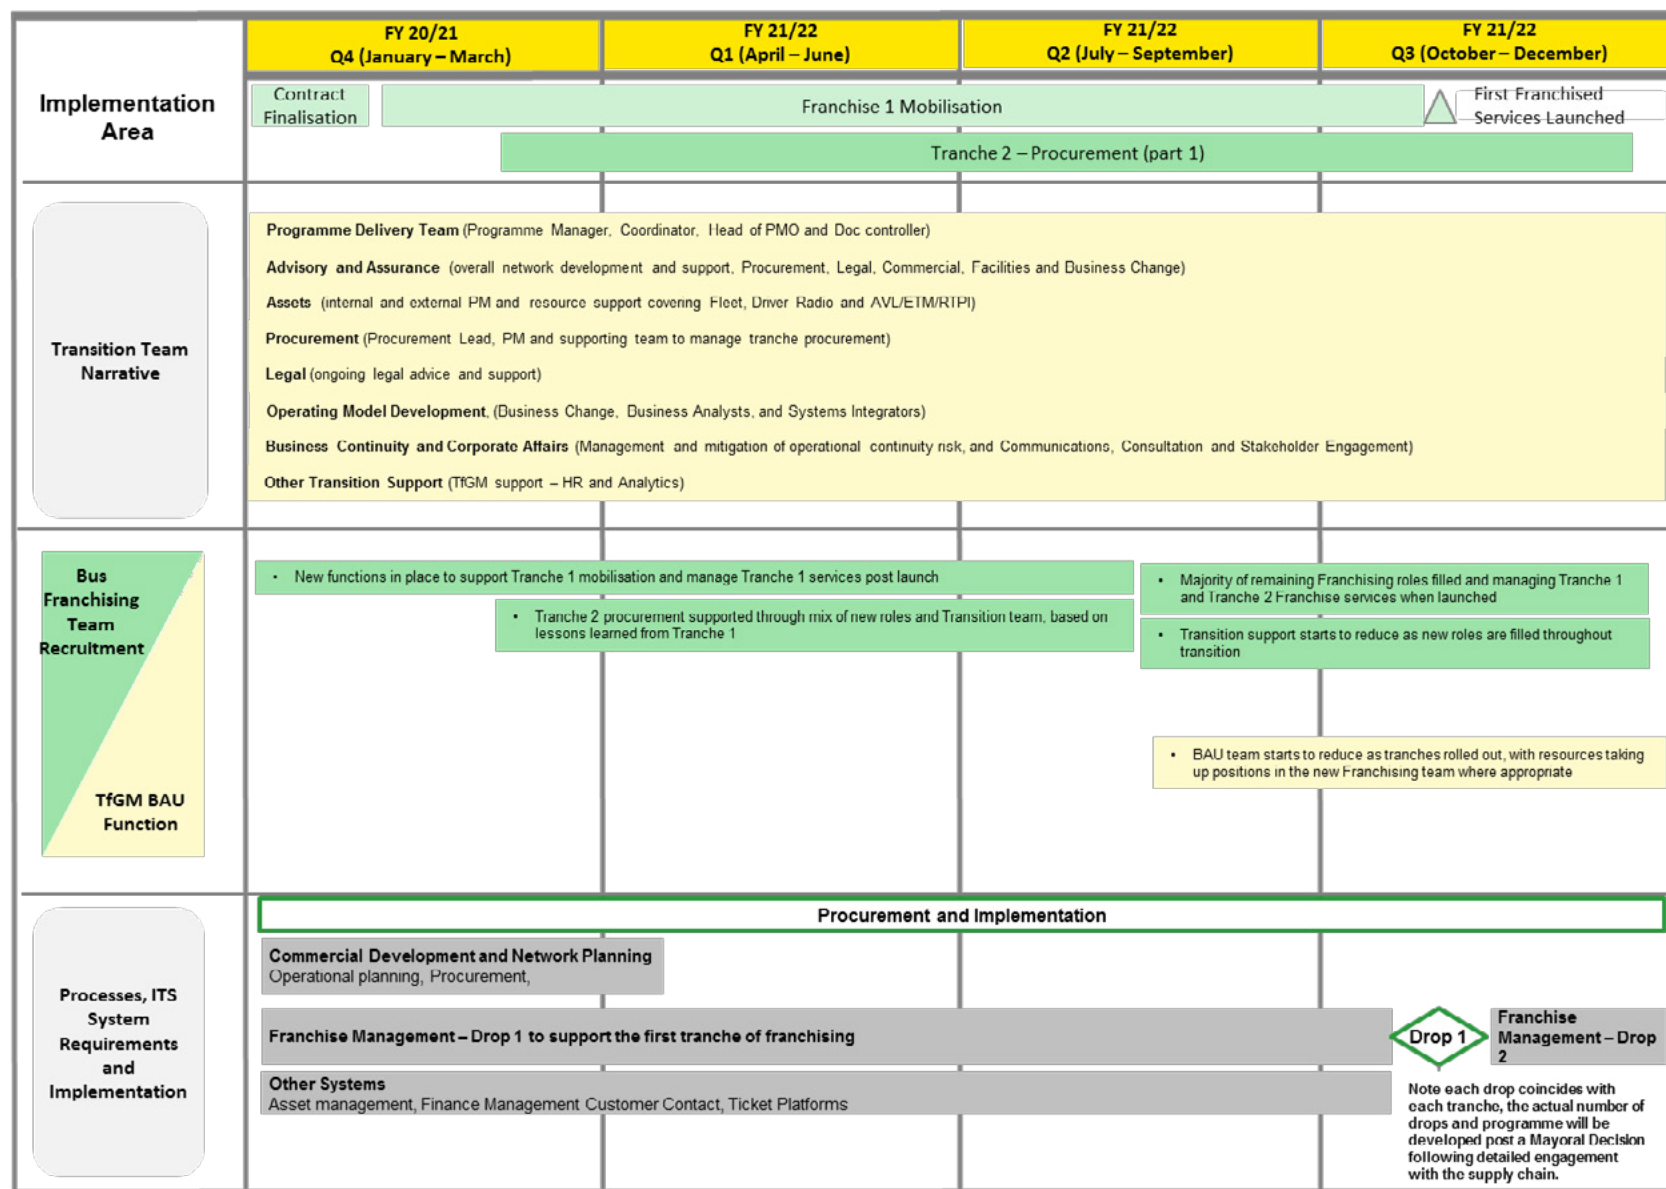 Implementation
Area
FY 20/21
Q4 (January – March)
FY 21/22
Q1 (April – June)
FY 21/22
Q2 (July – September)
FY 21/22
Q3 (October – December)
Contract
Finalisation
Franchise 1 Mobilisation
First Franchised
Services Launched
Tranche 2 – Procurement (part 1)
Transition Team
Narrative
Programme Delivery Team (Programme Manager, Coordinator, Head of PMO and Doc controller)
Advisory and Assurance (overall network development and support, Procurement, Legal, Commercial, Facilities and Business Change)
Assets (internal and external PM and resource support covering Fleet, Driver Radio and AVL/ETM/RTPI)
Procurement (Procurement Lead, PM and supporting team to manage tranche procurement)
Legal (ongoing legal advice and support)
Operating Model Development, (Business Change, Business Analysts, and Systems Integrators)
Business Continuity and Corporate Affairs (Management and mitigation of operational continuity risk, and Communications, Consultation and Stakeholder Engagement)
Other Transition Support (TfGM support – HR and Analytics)
Bus
Franchising
Team
Recruitment
TfGM BAU
Function
• New functions in place to support Tranche 1 mobilisation and manage Tranche 1 services post launch
• Tranche 2 procurement supported through mix of new roles and Transition team, based on
lessons learned from Tranche 1
• Majority of remaining Franchising roles filled and managing Tranche 1
and Tranche 2 Franchise services when launched
• Transition support starts to reduce as new roles are filled throughout
transition
• BAU team starts to reduce as tranches rolled out, with resources taking
up positions in the new Franchising team where appropriate
Processes, ITS
System
Requirements
and
Implementation
Procurement and Implementation
Commercial Development and Network Planning
Operational planning, Procurement,
Franchise Management – Drop 1 to support the first tranche of franchising
Drop 1
Franchise
Management – Drop
2
Other Systems
Asset management, Finance Management Customer Contact, Ticket Platforms
Note each drop coincides with
each tranche, the actual number of
drops and programme will be
developed post a Mayoral Decision
following detailed engagement
with the supply chain.